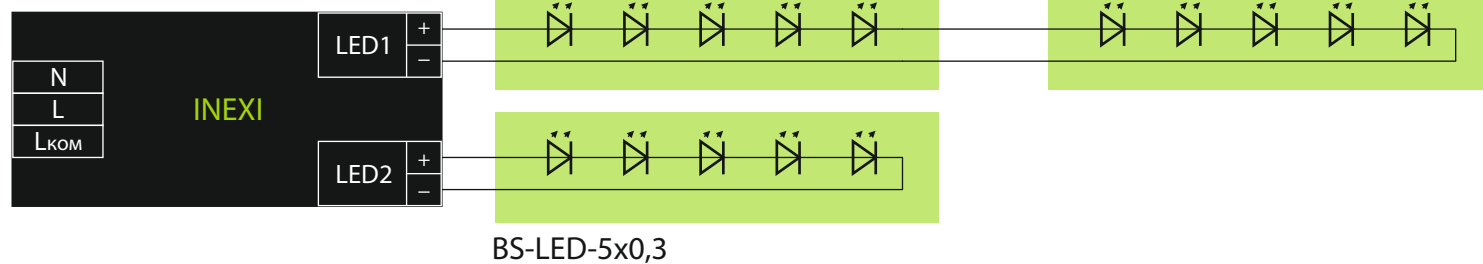 LED1
+
−
N
L
Lком
INEXI
LED2
+
−
BS-LED-5x0,3